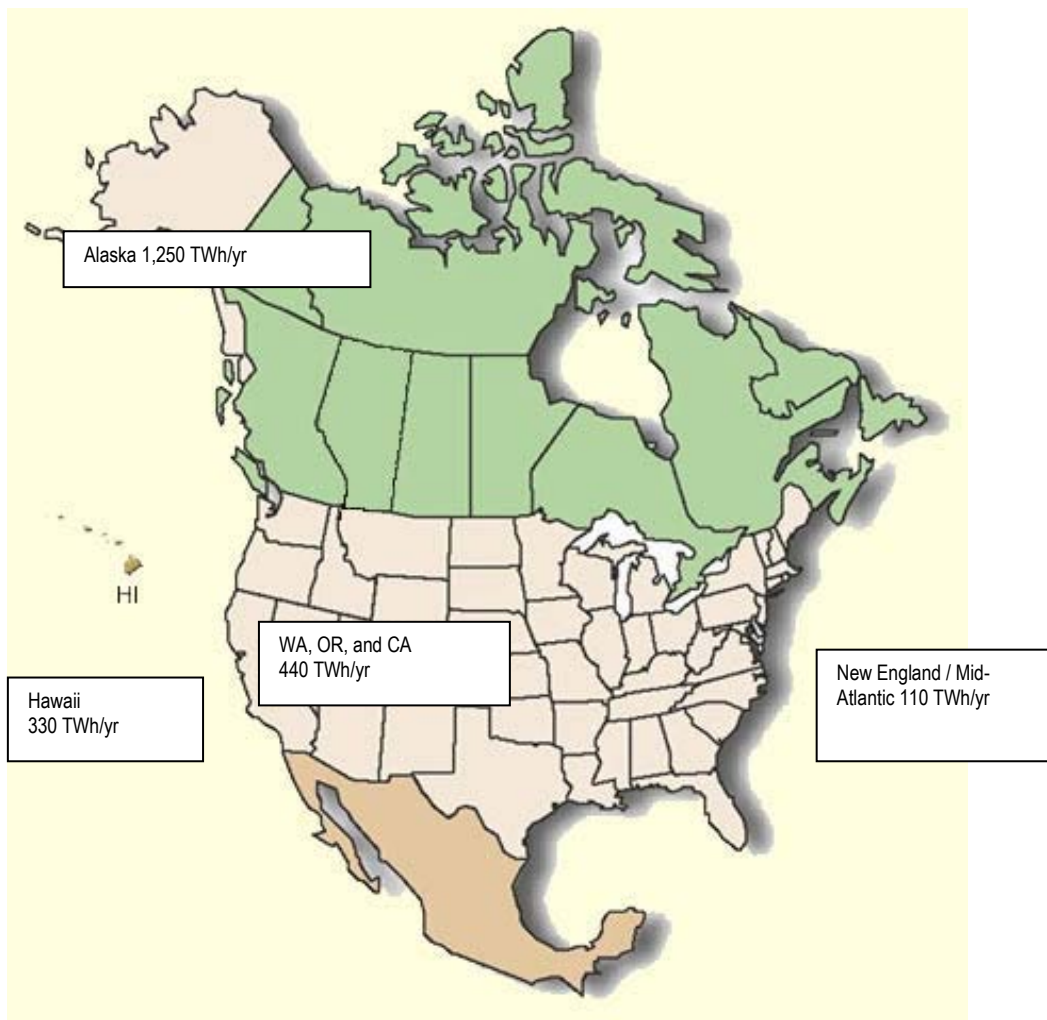 Alaska 1,250 TWh/yr
HI
WA, OR, and CA
440 TWh/yr
Hawaii
330 TWh/yr
New England / Mid-
Atlantic 110 TWh/yr